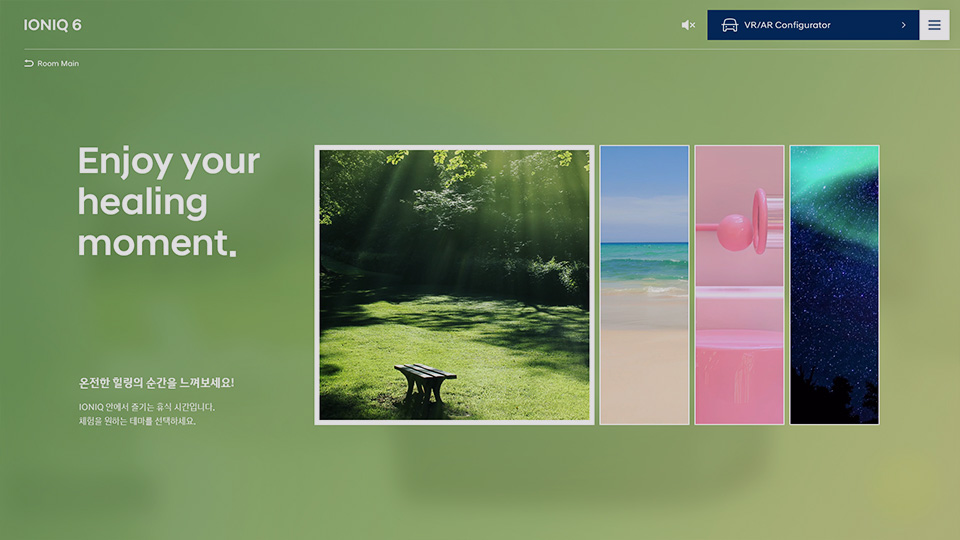 IONIQ 6
VR/AR Configurator
Room Main
Enjoy your
healing
moment.
온전한 힐링의 순간을 느껴보세요!
IONIQ 안에서 즐기는 휴식 시간입니다.
체험을 원하는 테마를 선택하세요.